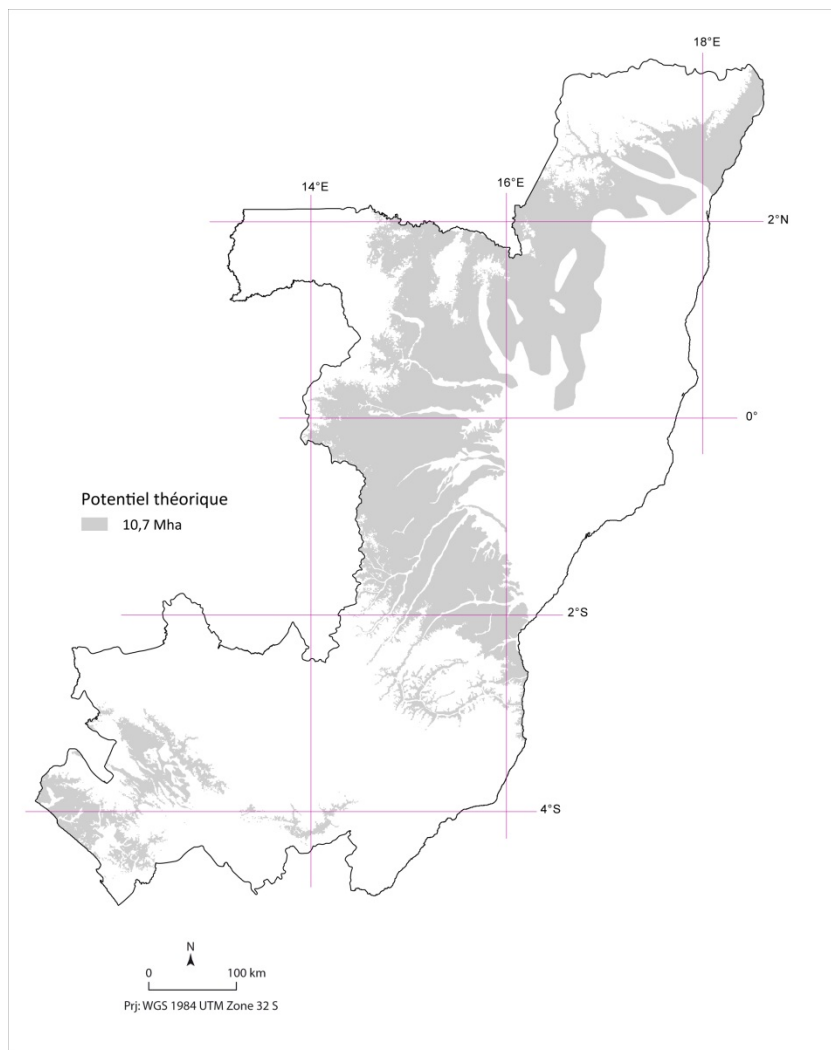 18°E
14°E
16°E
2°N
0°
Potentiel théorique
10,7 Mha
2°S
4°S
N
0 100 km
Prj: WGS 1984 UTM Zone 32 S